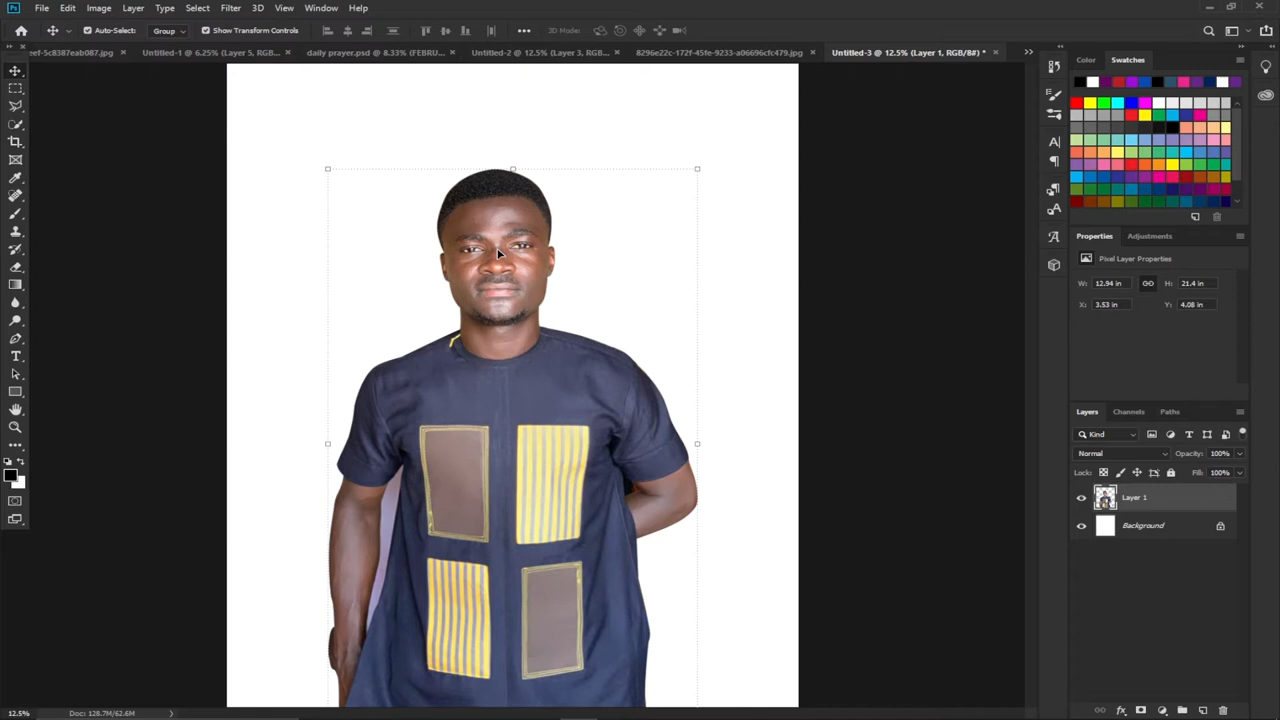 Ps File Edit Image Layer Type Select Filter 3D View Window Help
Auto-Select: Group Show Transform Controls ••• 3D Mode:
eef-5c8387eab087.jpg × Untitled-1 @ 6.25% (Layer 5, RGB... × daily prayer.psd @ 8.33% (FEBRU... × Untitled-2 @ 12.5% (Layer 3, RGB... × 8296e22c-172f-45fe-9233-a06696cfc479.jpg × Untitled-3 @ 12.5% (Layer 1, RGB/8#) * ×
Color Swatches
Properties Adjustments
Pixel Layer Properties
W: 12.94 in H: 21.4 in
X: 3.53 in Y: 4.08 in
Layers Channels Paths
Kind
Normal Opacity: 100%
Lock: Fill: 100%
Layer 1
Background
12.5% Doc: 128.7M/62.6M